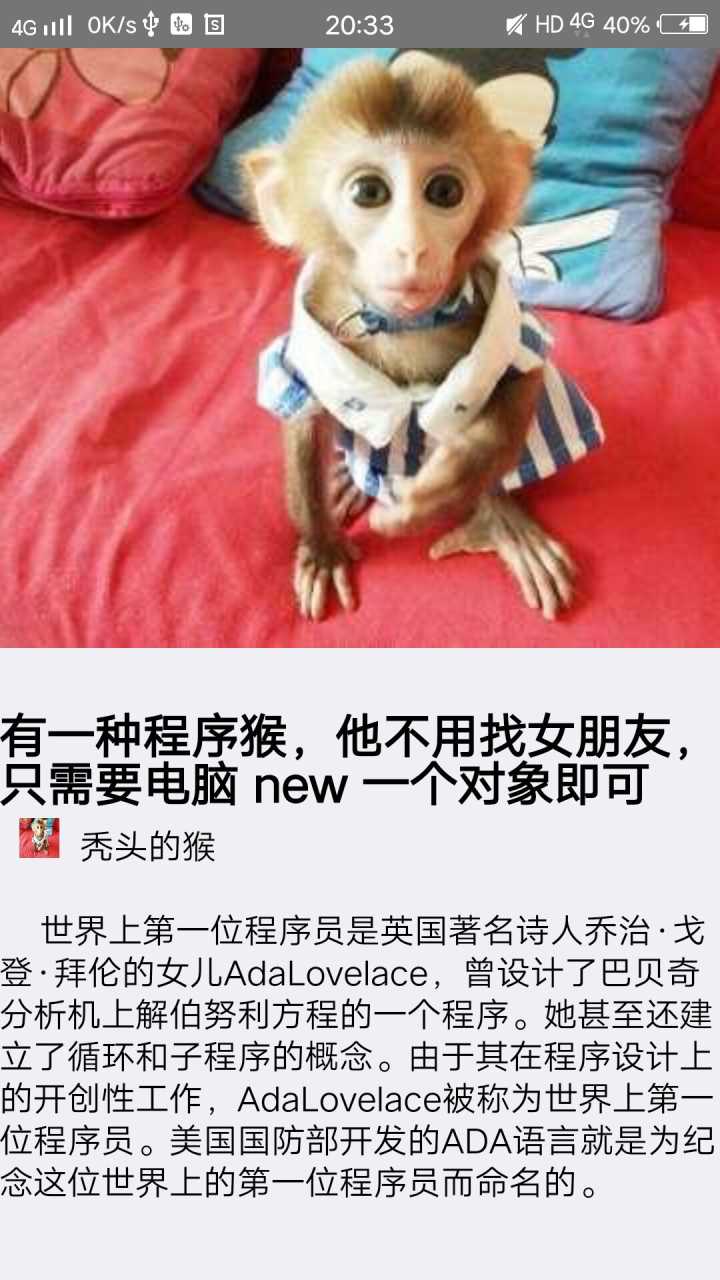 4G 0K/s 20:33 HD 4G 40%
有一种程序猴，他不用找女朋友，
只需要电脑 new 一个对象即可
秃头的猴
世界上第一位程序员是英国著名诗人乔治·戈
登·拜伦的女儿AdaLovelace，曾设计了巴贝奇
分析机上解伯努利方程的一个程序。她甚至还建
立了循环和子程序的概念。由于其在程序设计上
的开创性工作，AdaLovelace被称为世界上第一
位程序员。美国国防部开发的ADA语言就是为纪
念这位世界上的第一位程序员而命名的。